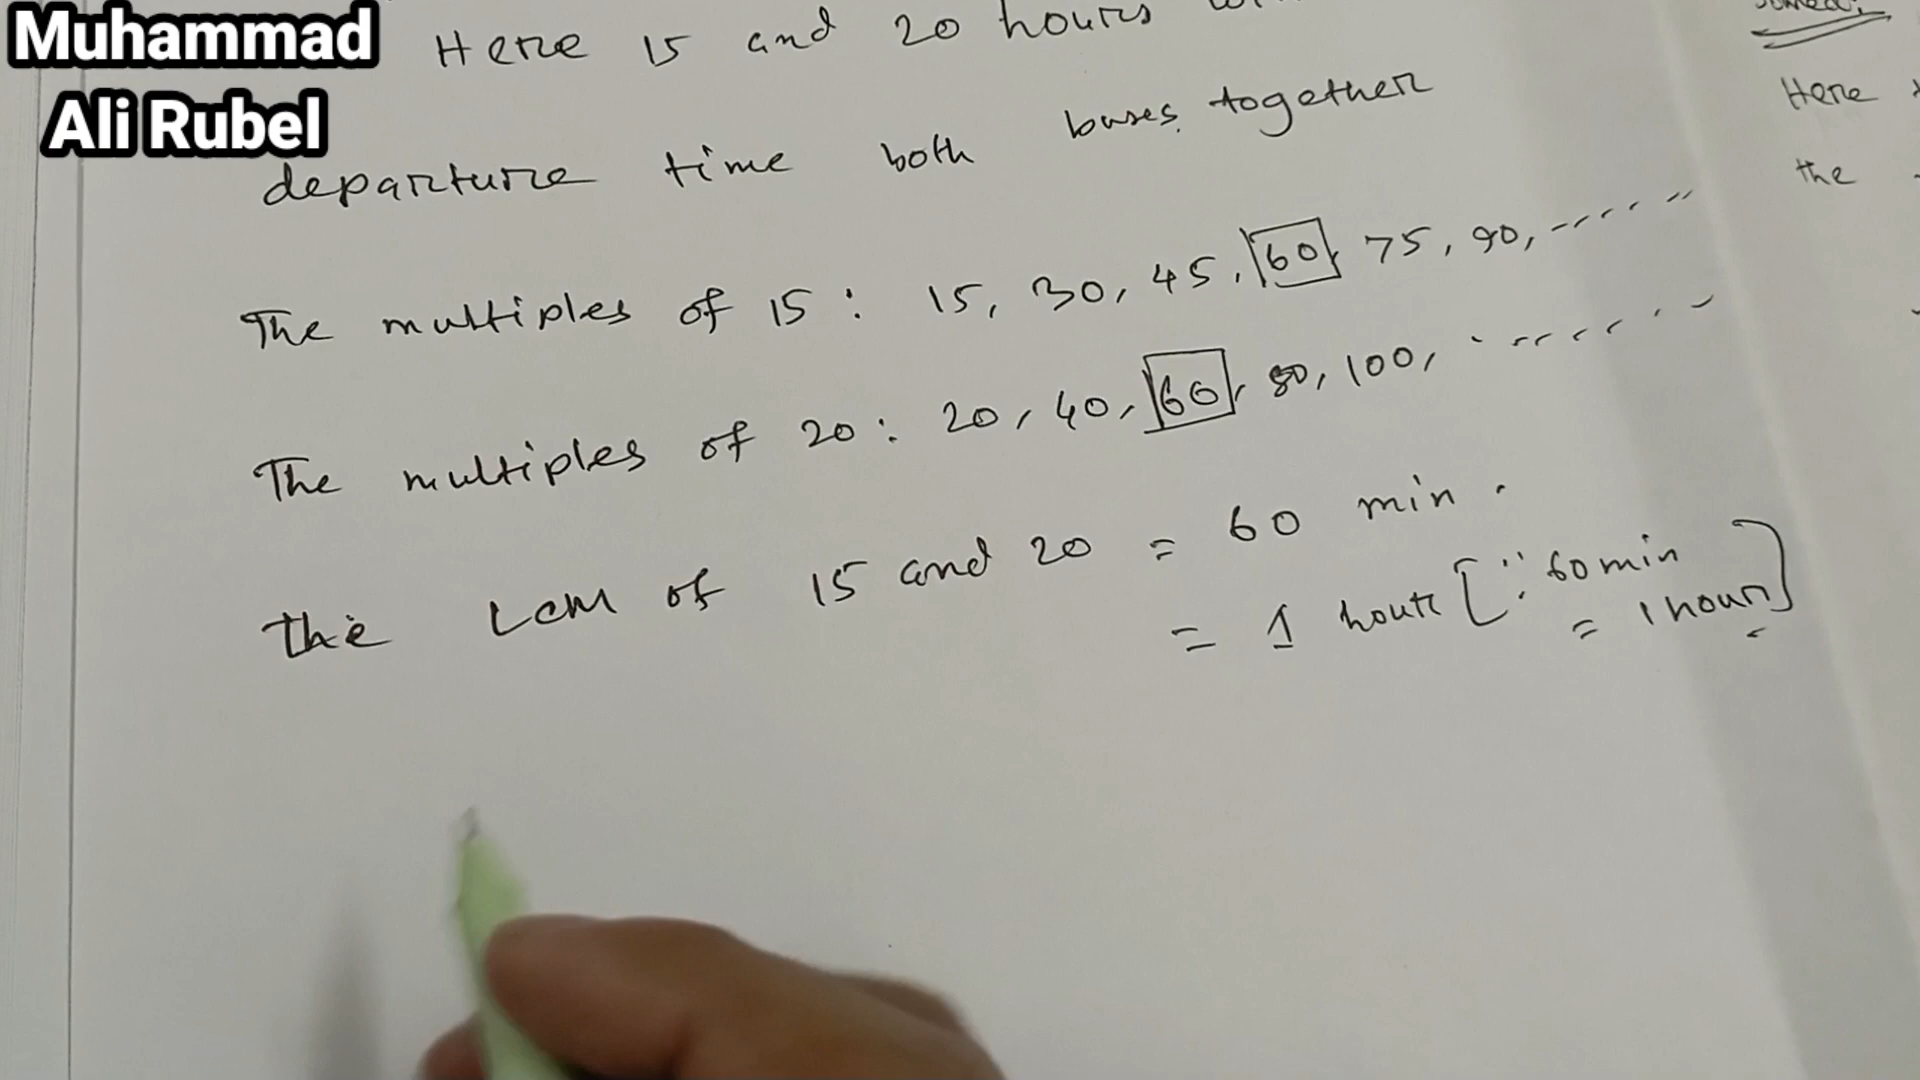 Muhammad
Ali Rubel
Here 15 and 20 hours
departure time both buses together
The multiples of 15 : 15, 30, 45, 60, 75, 90, ------
The multiples of 20 : 20, 40, 60, 80, 100, -------
the LCM of 15 and 20 = 60 min.
= 1 hour [∵ 60 min
= 1 hour]
Here
the